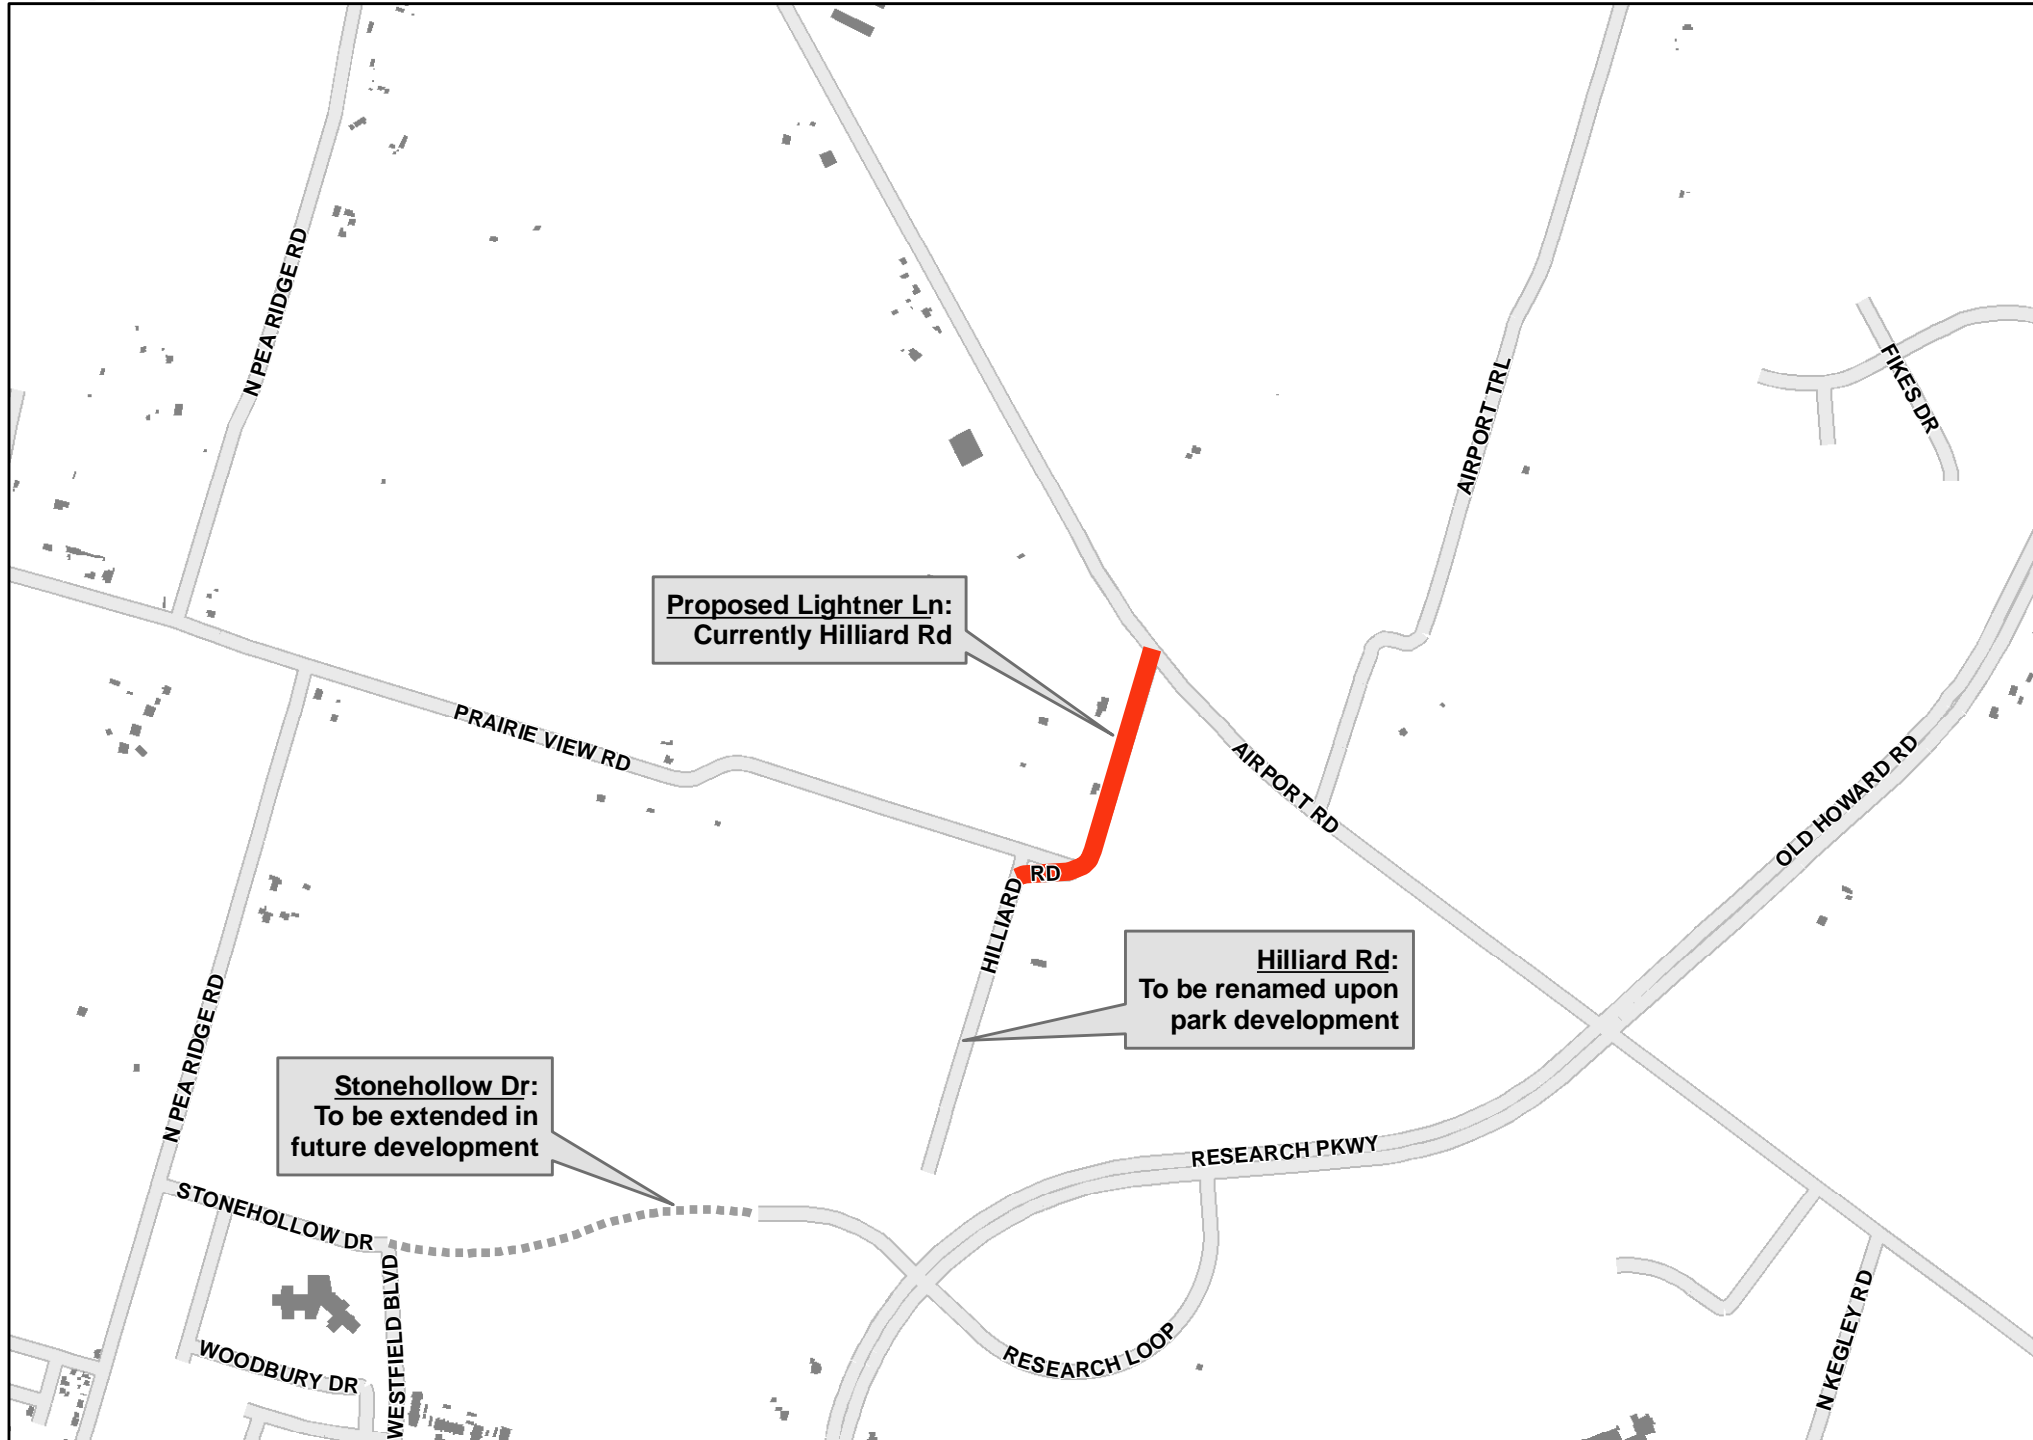 N PEA RIDGE RD
FIKES DR
AIRPORT TRL
Proposed Lightner Ln:
Currently Hilliard Rd
PRAIRIE VIEW RD
AIRPORT RD
OLD HOWARD RD
HILLIARD RD
Hilliard Rd:
To be renamed upon
park development
N PEA RIDGE RD
Stonehollow Dr:
To be extended in
future development
RESEARCH PKWY
STONEHOLLOW DR
WESTFIELD BLVD
WOODBURY DR
RESEARCH LOOP
N KEGLEY RD